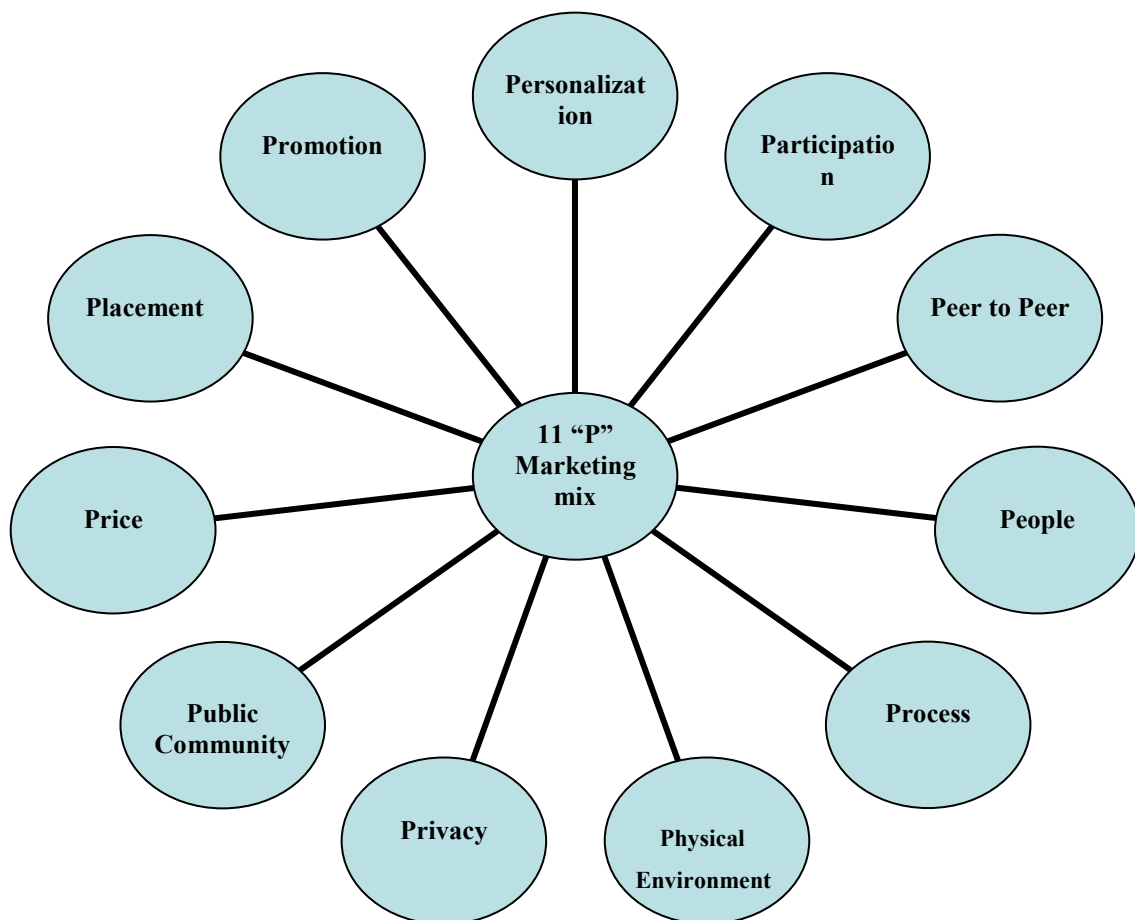 Personalizat
ion
Promotion
Participatio
n
Placement
Peer to Peer
11 “P”
Marketing
mix
Price
People
Public
Community
Process
Privacy
Physical
Environment